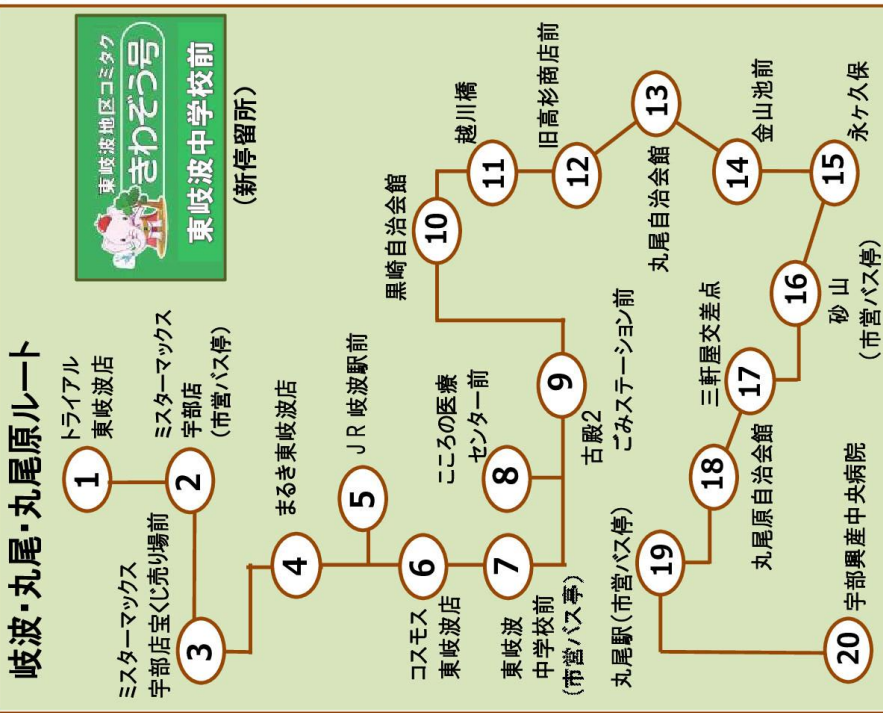 岐波・丸尾・丸尾原ルート
東岐波地区コミタク
きわぞう号
東岐波中学校前
(新停留所)
1
トライアル
東岐波店
2
ミスターマックス
宇部店
(市営バス停)
3
ミスターマックス
宇部店宝くじ売り場前
4
まるき東岐波店
5
JR岐波駅前
6
コスモス
東岐波店
7
東岐波
中学校前
(市営バス亭)
8
こころの医療
センター前
9
古殿2
ごみステーション前
10
黒崎自治会館
11
越川橋
12
旧高杉商店前
13
丸尾自治会館
14
金山池前
15
永ヶ久保
16
砂山
(市営バス停)
17
三軒屋交差点
18
丸尾原自治会館
19
丸尾駅(市営バス停)
20
宇部興産中央病院